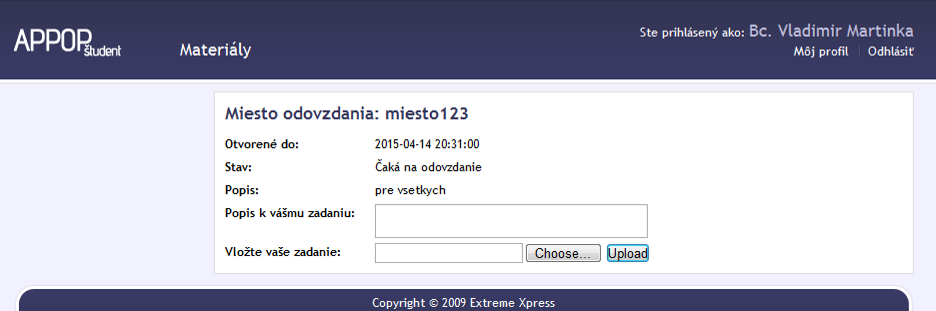 APPOP
študent
Materiály
Ste prihlásený ako: Bc. Vladimir Martinka
Môj profil | Odhlásiť
Miesto odovzdania: miesto123
Otvorené do: 2015-04-14 20:31:00
Stav: Čaká na odovzdanie
Popis: pre vsetkych
Popis k vášmu zadaniu:
Vložte vaše zadanie: Choose... Upload
Copyright © 2009 Extreme Xpress